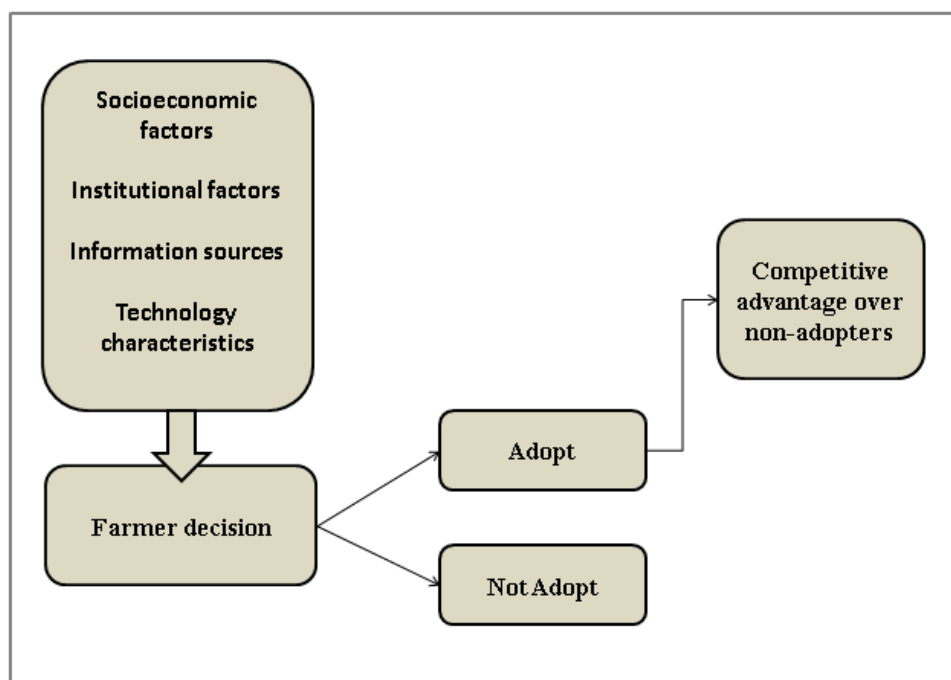 Socioeconomic
factors
Institutional factors
Information sources
Technology
characteristics
Farmer decision
Adopt
Not Adopt
Competitive
advantage over
non-adopters